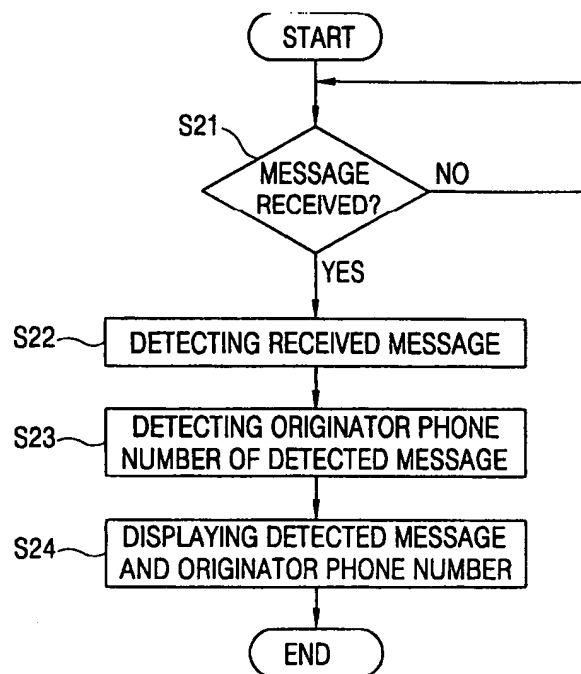 START
S21
MESSAGE
RECEIVED?
NO
YES
S22
DETECTING RECEIVED MESSAGE
S23
DETECTING ORIGINATOR PHONE
NUMBER OF DETECTED MESSAGE
S24
DISPLAYING DETECTED MESSAGE
AND ORIGINATOR PHONE NUMBER
END